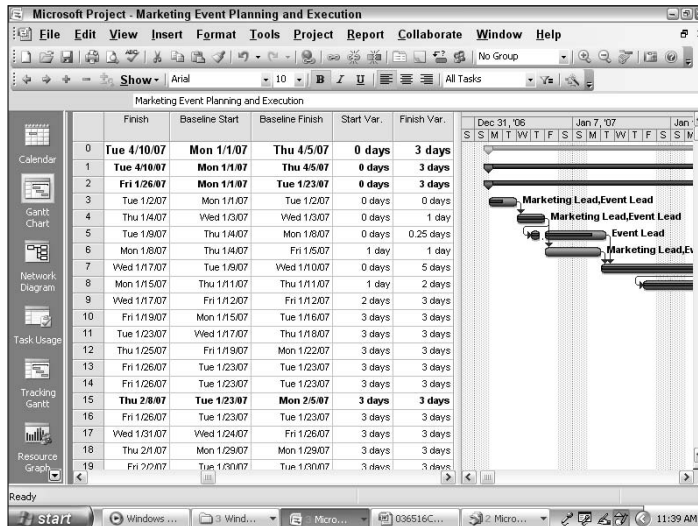 Microsoft Project - Marketing Event Planning and Execution
File Edit View Insert Format Tools Project Report Collaborate Window Help
No Group
Show Arial 10 B I U All Tasks
Marketing Event Planning and Execution
Finish Baseline Start Baseline Finish Start Var. Finish Var.
Dec 31, '06 Jan 7, '07 Jan
S S M T W T F S S M T W T F S S M
0 Tue 4/10/07 Mon 1/1/07 Thu 4/5/07 0 days 3 days
1 Tue 4/10/07 Mon 1/1/07 Thu 4/5/07 0 days 3 days
2 Fri 1/26/07 Mon 1/1/07 Tue 1/23/07 0 days 3 days
3 Tue 1/2/07 Mon 1/1/07 Tue 1/2/07 0 days 0 days Marketing Lead,Event Lead
4 Thu 1/4/07 Wed 1/3/07 Wed 1/3/07 0 days 1 day Marketing Lead,Event Lead
5 Tue 1/9/07 Thu 1/4/07 Mon 1/8/07 0 days 0.25 days Event Lead
6 Mon 1/8/07 Thu 1/4/07 Fri 1/5/07 1 day 1 day Marketing Lead,Ev
7 Wed 1/17/07 Tue 1/9/07 Wed 1/10/07 0 days 5 days
8 Mon 1/15/07 Thu 1/11/07 Thu 1/11/07 1 day 2 days
9 Wed 1/17/07 Fri 1/12/07 Fri 1/12/07 2 days 3 days
10 Fri 1/19/07 Mon 1/15/07 Tue 1/16/07 3 days 3 days
11 Tue 1/23/07 Wed 1/17/07 Thu 1/18/07 3 days 3 days
12 Thu 1/25/07 Fri 1/19/07 Mon 1/22/07 3 days 3 days
13 Fri 1/26/07 Tue 1/23/07 Tue 1/23/07 3 days 3 days
14 Fri 1/26/07 Tue 1/23/07 Tue 1/23/07 3 days 3 days
15 Thu 2/8/07 Tue 1/23/07 Mon 2/5/07 3 days 3 days
16 Fri 1/26/07 Tue 1/23/07 Tue 1/23/07 3 days 3 days
17 Wed 1/31/07 Wed 1/24/07 Fri 1/26/07 3 days 3 days
18 Thu 2/1/07 Mon 1/29/07 Mon 1/29/07 3 days 3 days
19 Fri 2/2/07 Tue 1/30/07 Tue 1/30/07 3 days 3 days
Calendar
Gantt
Chart
Network
Diagram
Task Usage
Tracking
Gantt
Resource
Graph
Ready
start Windows ... 3 Wind... 3 Micro... 036516C... 2 Micro... 11:39 AM